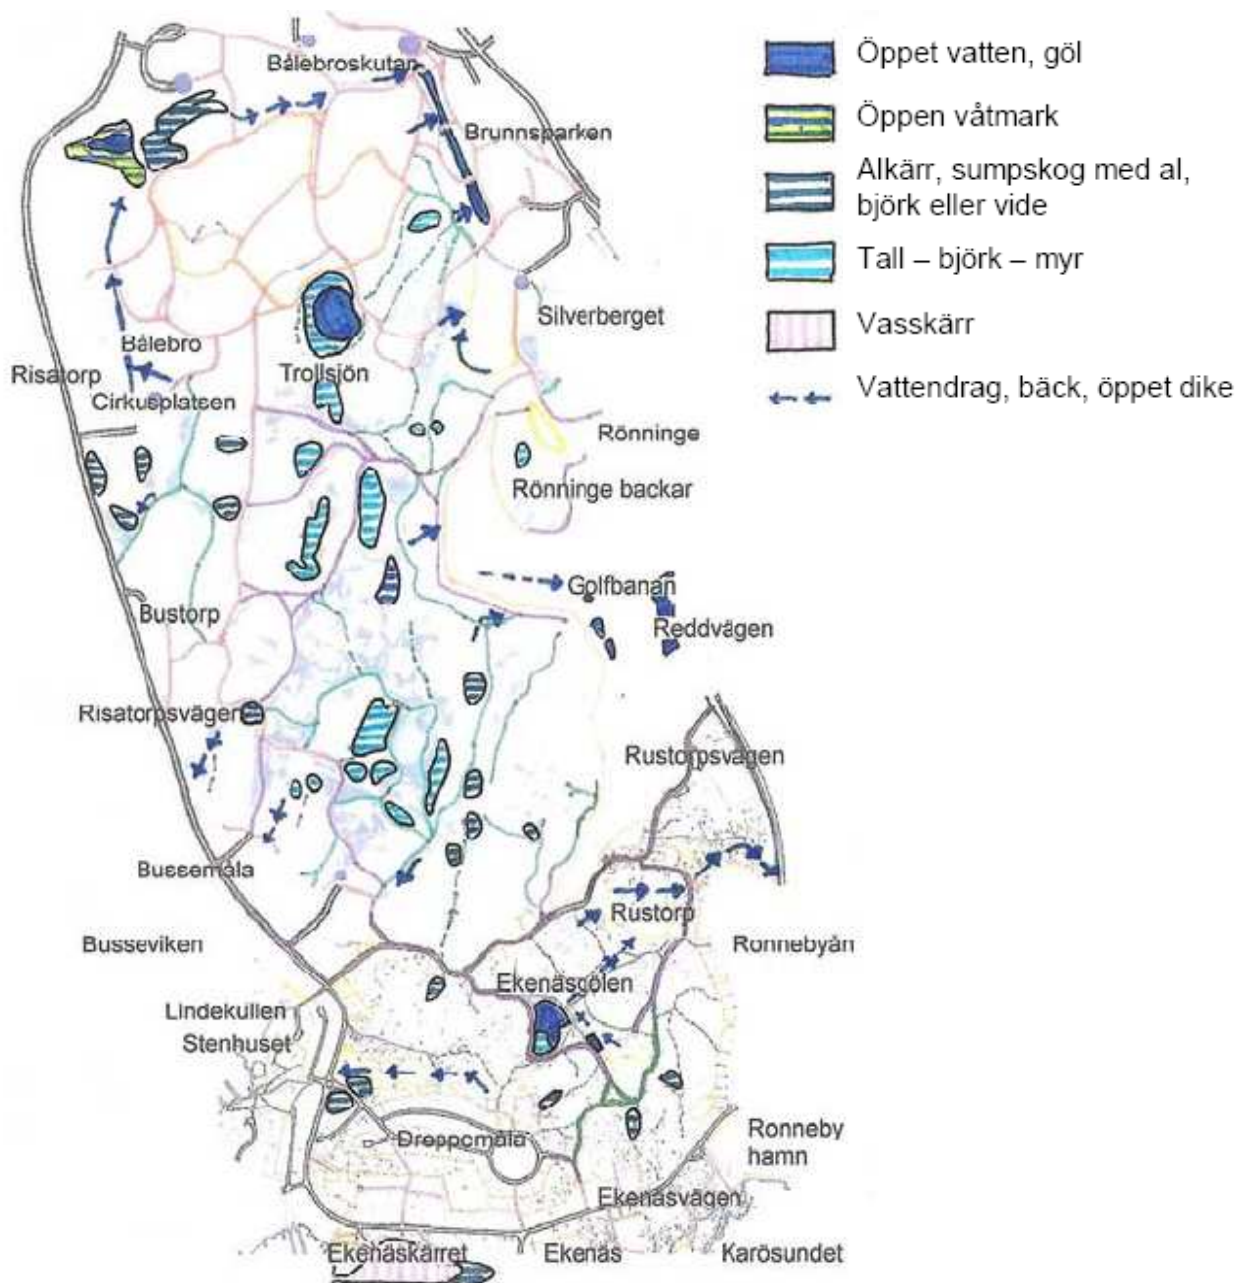 Öppet vatten, göl
Öppen våtmark
Alkärr, sumpskog med al,
björk eller vide
Tall – björk – myr
Vasskärr
Vattendrag, bäck, öppet dike
Bålebroskutan
Brunnsparken
Silverberget
Bålebro
Risatorp
Trollsjön
Cirkusplatsen
Rönninge
Rönninge backar
Golfbanan
Bustorp
Reddvägen
Risatorpsvägen
Rustorpsvägen
Bussemåla
Rustorp
Busseviken
Ronnebyån
Ekenäsgölen
Lindekullen
Stenhuset
Droppemåla
Ronneby
hamn
Ekenäsvägen
Ekenäskärret
Ekenäs
Karösundet